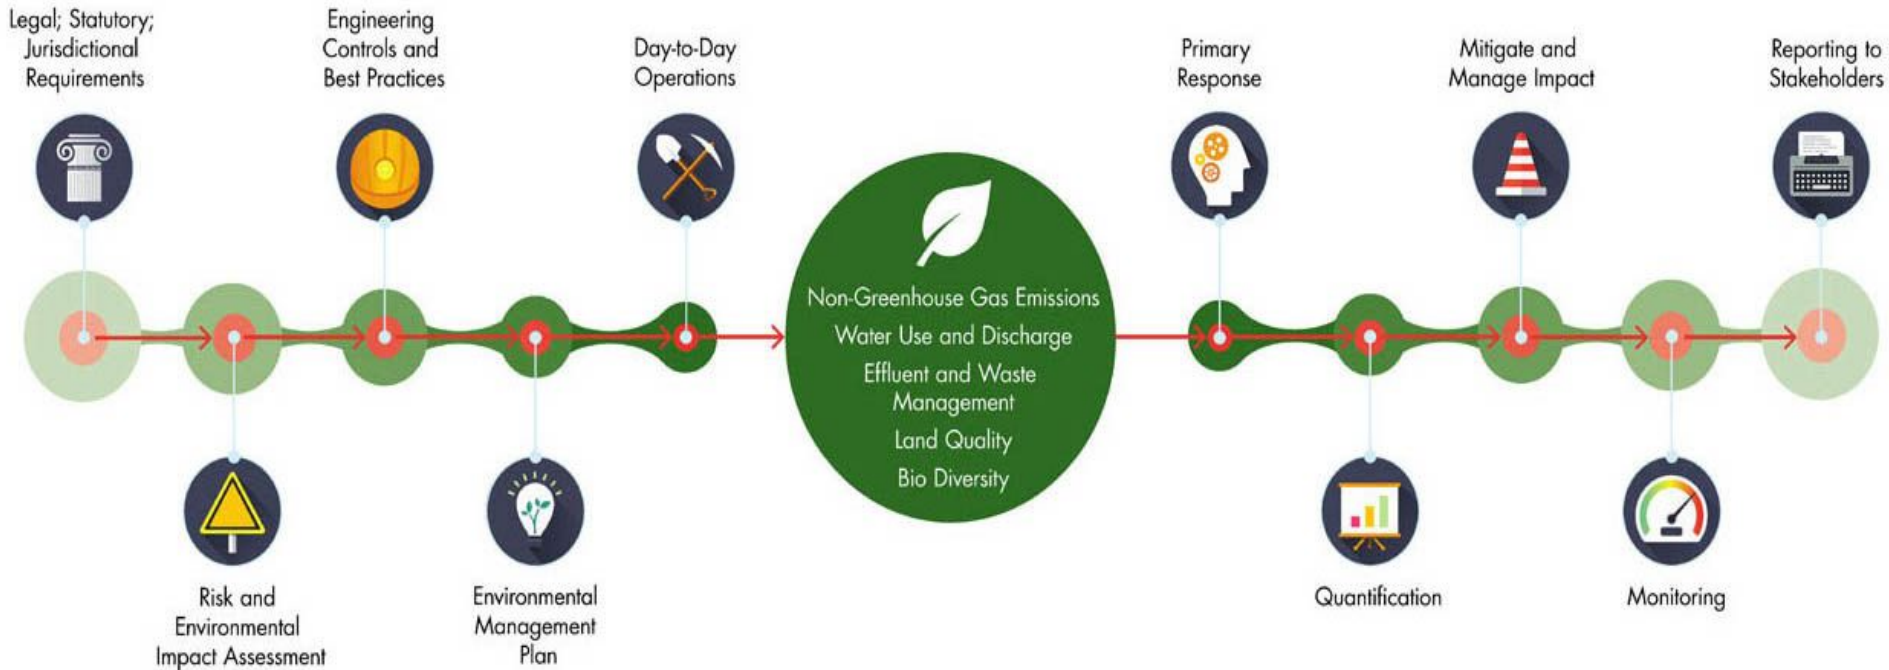 Legal; Statutory;
Jurisdictional
Requirements
Risk and
Environmental
Impact Assessment
Engineering
Controls and
Best Practices
Environmental
Management
Plan
Day-to-Day
Operations
Non-Greenhouse Gas Emissions
Water Use and Discharge
Effluent and Waste
Management
Land Quality
Bio Diversity
Primary
Response
Quantification
Mitigate and
Manage Impact
Monitoring
Reporting to
Stakeholders